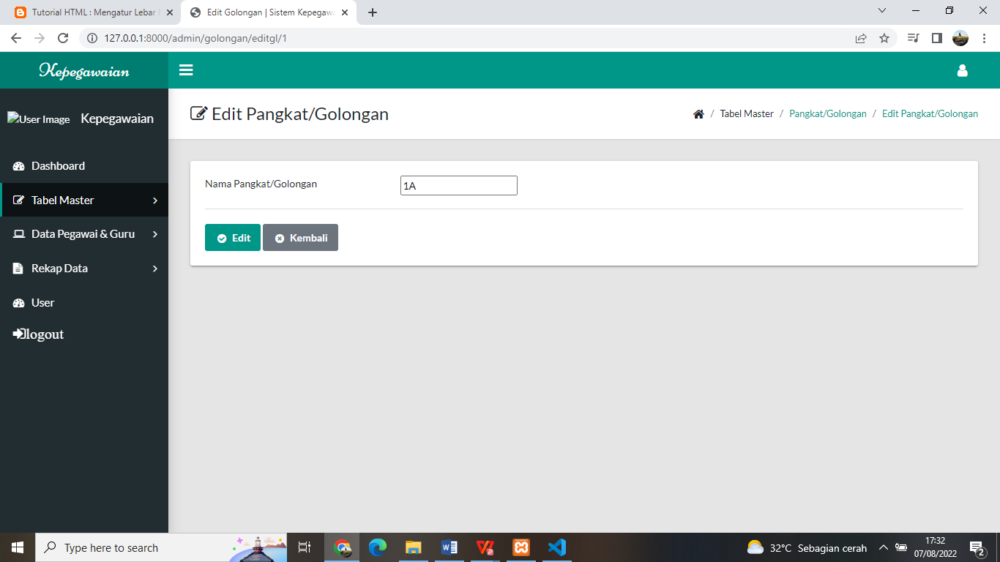 Tutorial HTML : Mengatur Lebar
Edit Golongan | Sistem Kepegawa
127.0.0.1:8000/admin/golongan/editgl/1
Kepegawaian
User Image Kepegawaian
Edit Pangkat/Golongan
/ Tabel Master / Pangkat/Golongan / Edit Pangkat/Golongan
Dashboard
Tabel Master
Data Pegawai & Guru
Rekap Data
User
logout
Nama Pangkat/Golongan 1A
Edit Kembali
Type here to search
32°C Sebagian cerah
17:32
07/08/2022
2